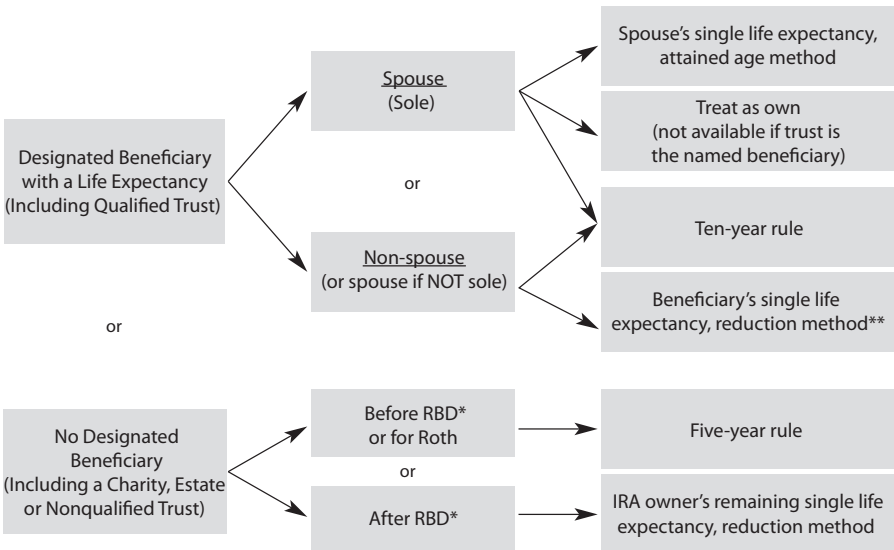 Designated Beneficiary
with a Life Expectancy
(Including Qualified Trust)
or
No Designated
Beneficiary
(Including a Charity, Estate
or Nonqualified Trust)
Spouse
(Sole)
or
Non-spouse
(or spouse if NOT sole)
Before RBD*
or for Roth
or
After RBD*
Spouse's single life expectancy,
attained age method
Treat as own
(not available if trust is
the named beneficiary)
Ten-year rule
Beneficiary's single life
expectancy, reduction method**
Five-year rule
IRA owner's remaining single life
expectancy, reduction method